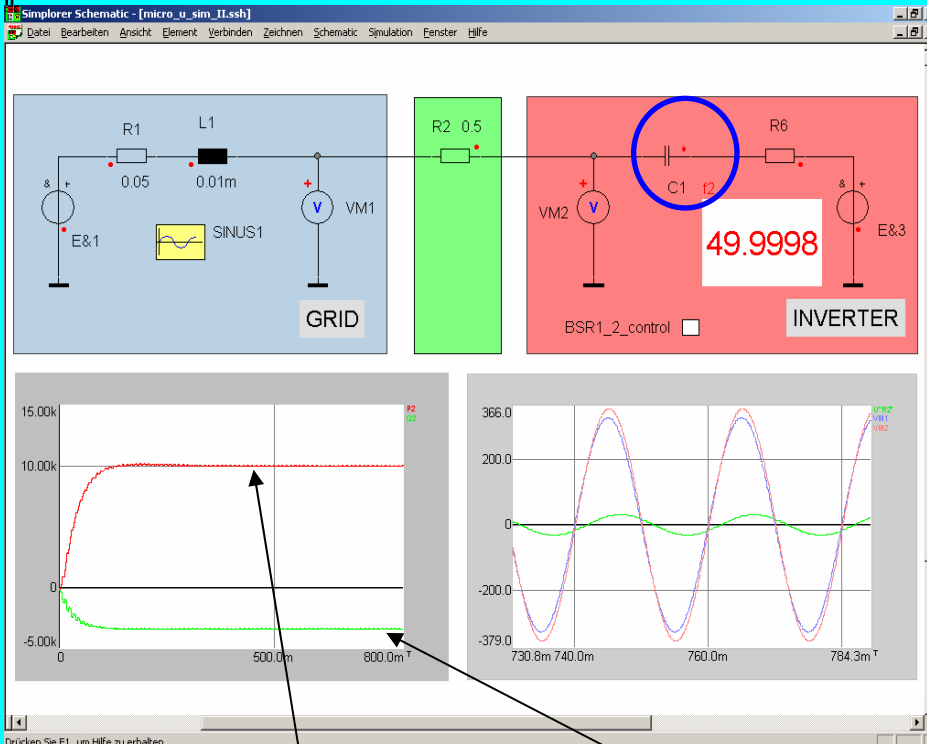 Simplorer Schematic - [micro_u_sim_II.ssh]
Datei Bearbeiten Ansicht Element Verbinden Zeichnen Schematic Simulation Fenster Hilfe
R1
L1
0.05
0.01m
& +
E&1
SINUS1
+
V
VM1
GRID
R2 0.5
+
V
VM2
C1
f2
R6
& +
E&3
49.9998
BSR1_2_control
INVERTER
15.00k
10.00k
0
-5.00k
0
500.0m
800.0m
T
P2
Q2
366.0
200.0
0
-200.0
-379.0
730.8m
740.0m
760.0m
784.3m
T
VM1
VM2
Drücken Sie F1, um Hilfe zu erhalten